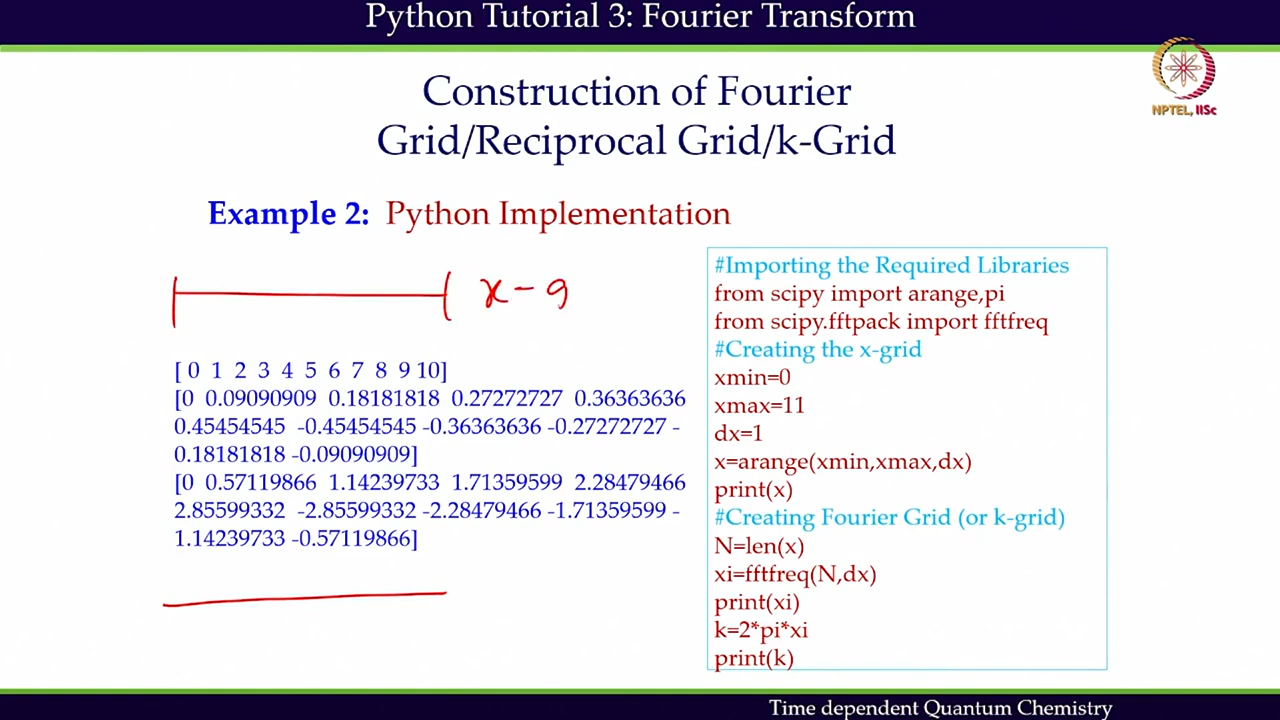 Python Tutorial 3: Fourier Transform
NPTEL, IISc
Construction of Fourier
Grid/Reciprocal Grid/k-Grid
Example 2: Python Implementation
x - g
[ 0 1 2 3 4 5 6 7 8 9 10]
[0 0.09090909 0.18181818 0.27272727 0.36363636
0.45454545 -0.45454545 -0.36363636 -0.27272727 -
0.18181818 -0.09090909]
[0 0.57119866 1.14239733 1.71359599 2.28479466
2.85599332 -2.85599332 -2.28479466 -1.71359599 -
1.14239733 -0.57119866]
#Importing the Required Libraries
from scipy import arange,pi
from scipy.fftpack import fftfreq
#Creating the x-grid
xmin=0
xmax=11
dx=1
x=arange(xmin,xmax,dx)
print(x)
#Creating Fourier Grid (or k-grid)
N=len(x)
xi=fftfreq(N,dx)
print(xi)
k=2*pi*xi
print(k)
Time dependent Quantum Chemistry